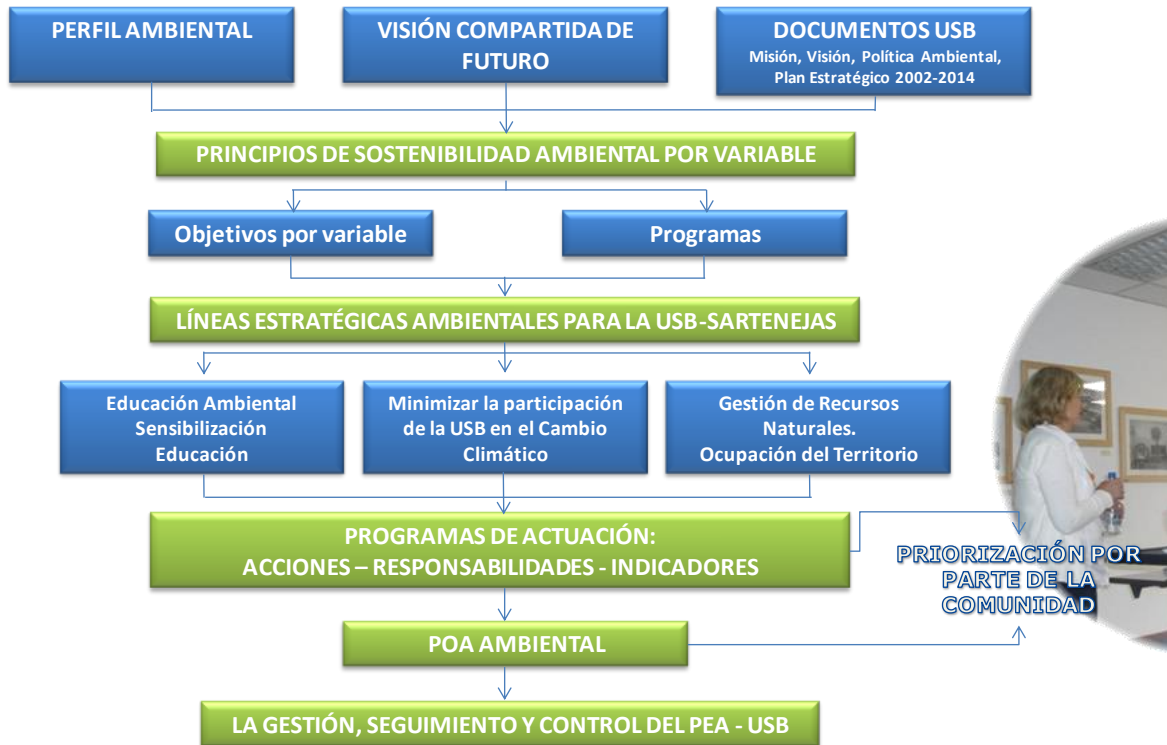 PERFIL AMBIENTAL
VISIÓN COMPARTIDA DE
FUTURO
DOCUMENTOS USB
Misión, Visión, Política Ambiental,
Plan Estratégico 2002-2014
PRINCIPIOS DE SOSTENIBILIDAD AMBIENTAL POR VARIABLE
Objetivos por variable
Programas
LÍNEAS ESTRATÉGICAS AMBIENTALES PARA LA USB-SARTENEJAS
Educación Ambiental
Sensibilización
Educación
Minimizar la participación
de la USB en el Cambio
Climático
Gestión de Recursos
Naturales.
Ocupación del Territorio
PROGRAMAS DE ACTUACIÓN:
ACCIONES – RESPONSABILIDADES - INDICADORES
PRIORIZACIÓN POR
PARTE DE LA
COMUNIDAD
POA AMBIENTAL
LA GESTIÓN, SEGUIMIENTO Y CONTROL DEL PEA - USB